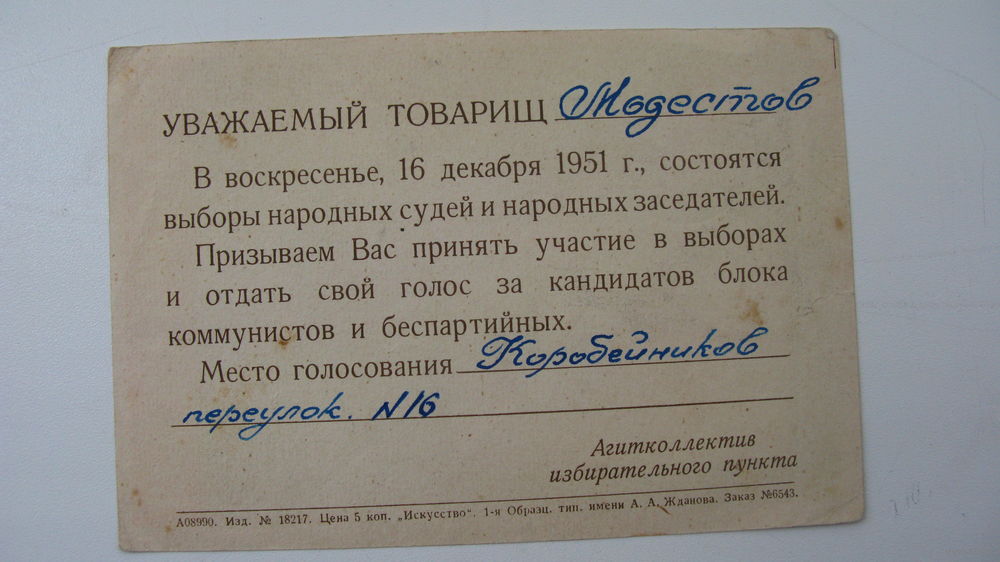 УВАЖАЕМЫЙ ТОВАРИЩ Модестов
В воскресенье, 16 декабря 1951 г., состоятся
выборы народных судей и народных заседателей.
Призываем Вас принять участие в выборах
и отдать свой голос за кандидатов блока
коммунистов и беспартийных.
Место голосования Коробейников
переулок. N16
Агитколлектив
избирательного пункта
А08990. Изд. № 18217. Цена 5 коп. „Искусство“. 1-я Образц. тип. имени А. А. Жданова. Заказ №6543.